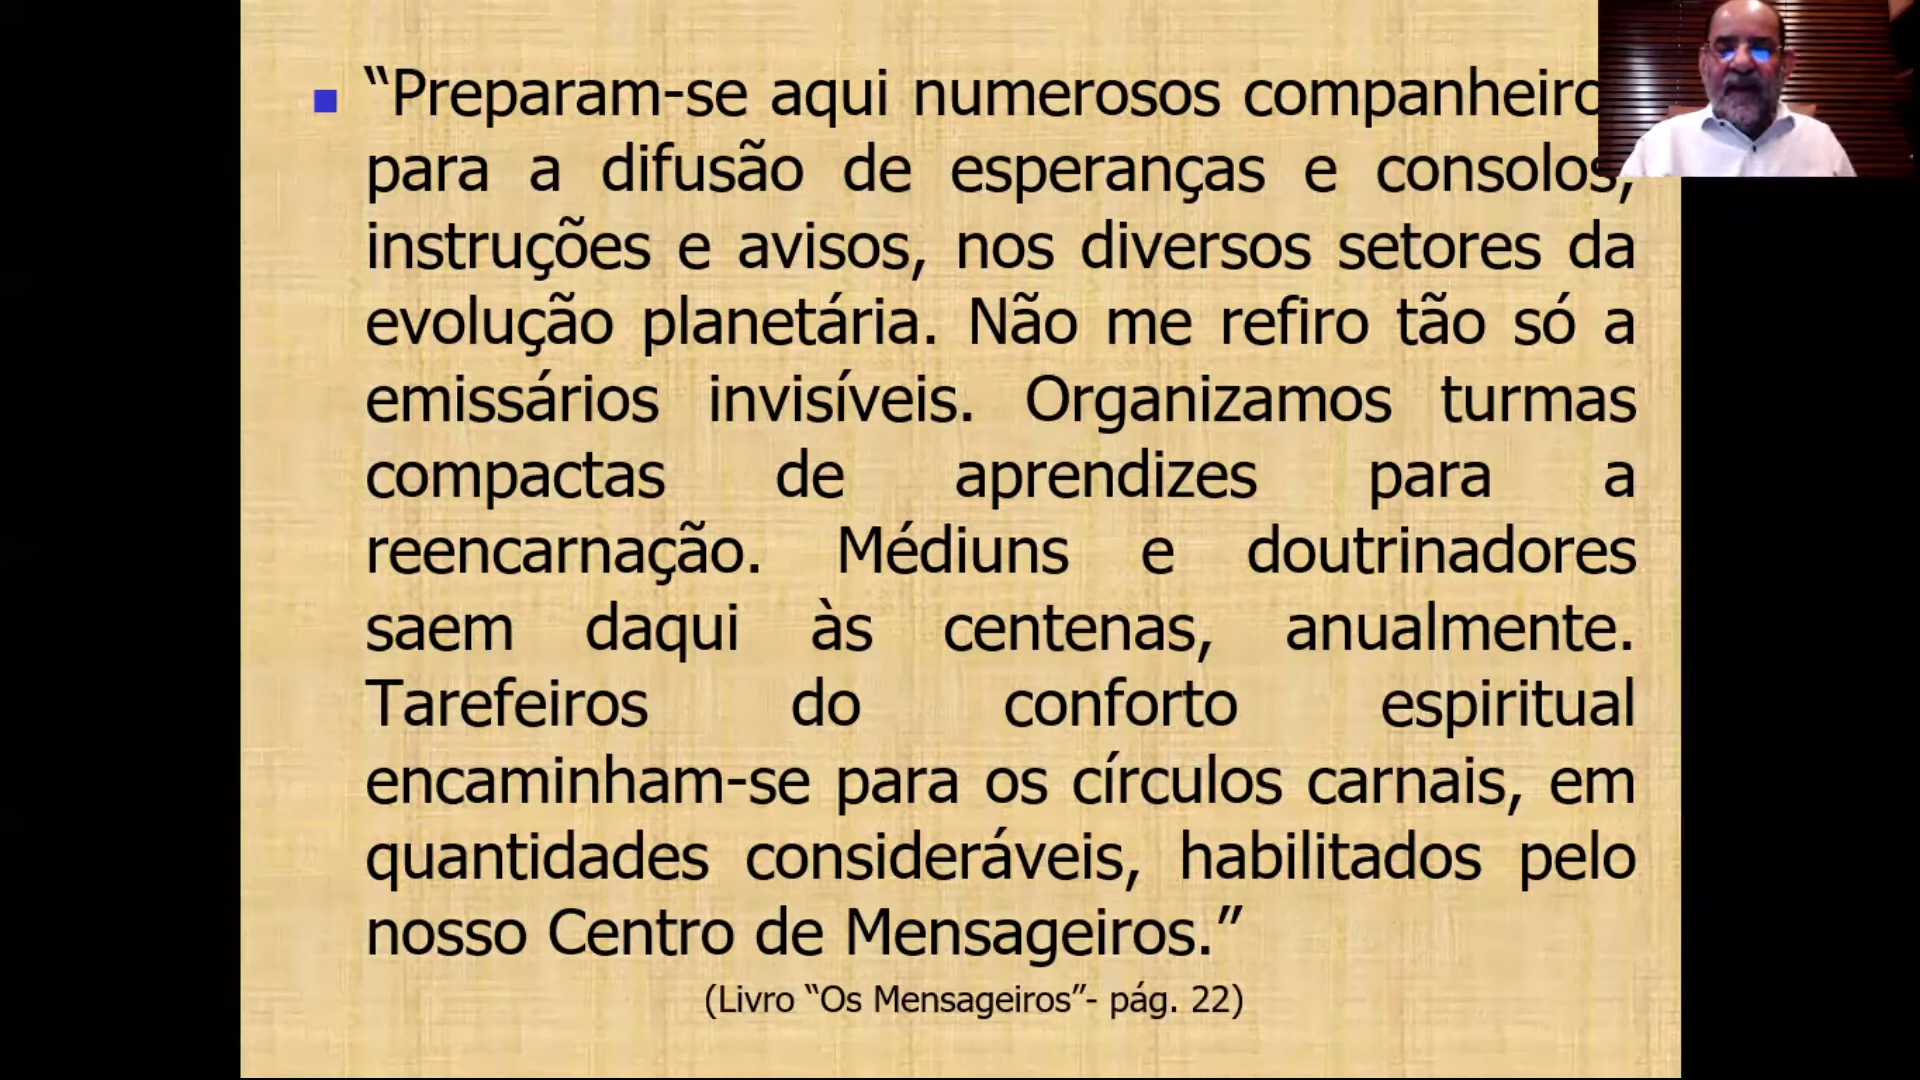 “Preparam-se aqui numerosos
para a difusão de esperanças e consolos,
instruções e avisos, nos diversos setores da
evolução planetária. Não me refiro tão só a
emissários invisíveis. Organizamos turmas
compactas de aprendizes para a
reencarnação. Médiuns e doutrinadores
saem daqui às centenas, anualmente.
Tarefeiros do conforto espiritual
encaminham-se para os círculos carnais, em
quantidades consideráveis, habilitados pelo
nosso Centro de Mensageiros.”
(Livro “Os Mensageiros”- pág. 22)